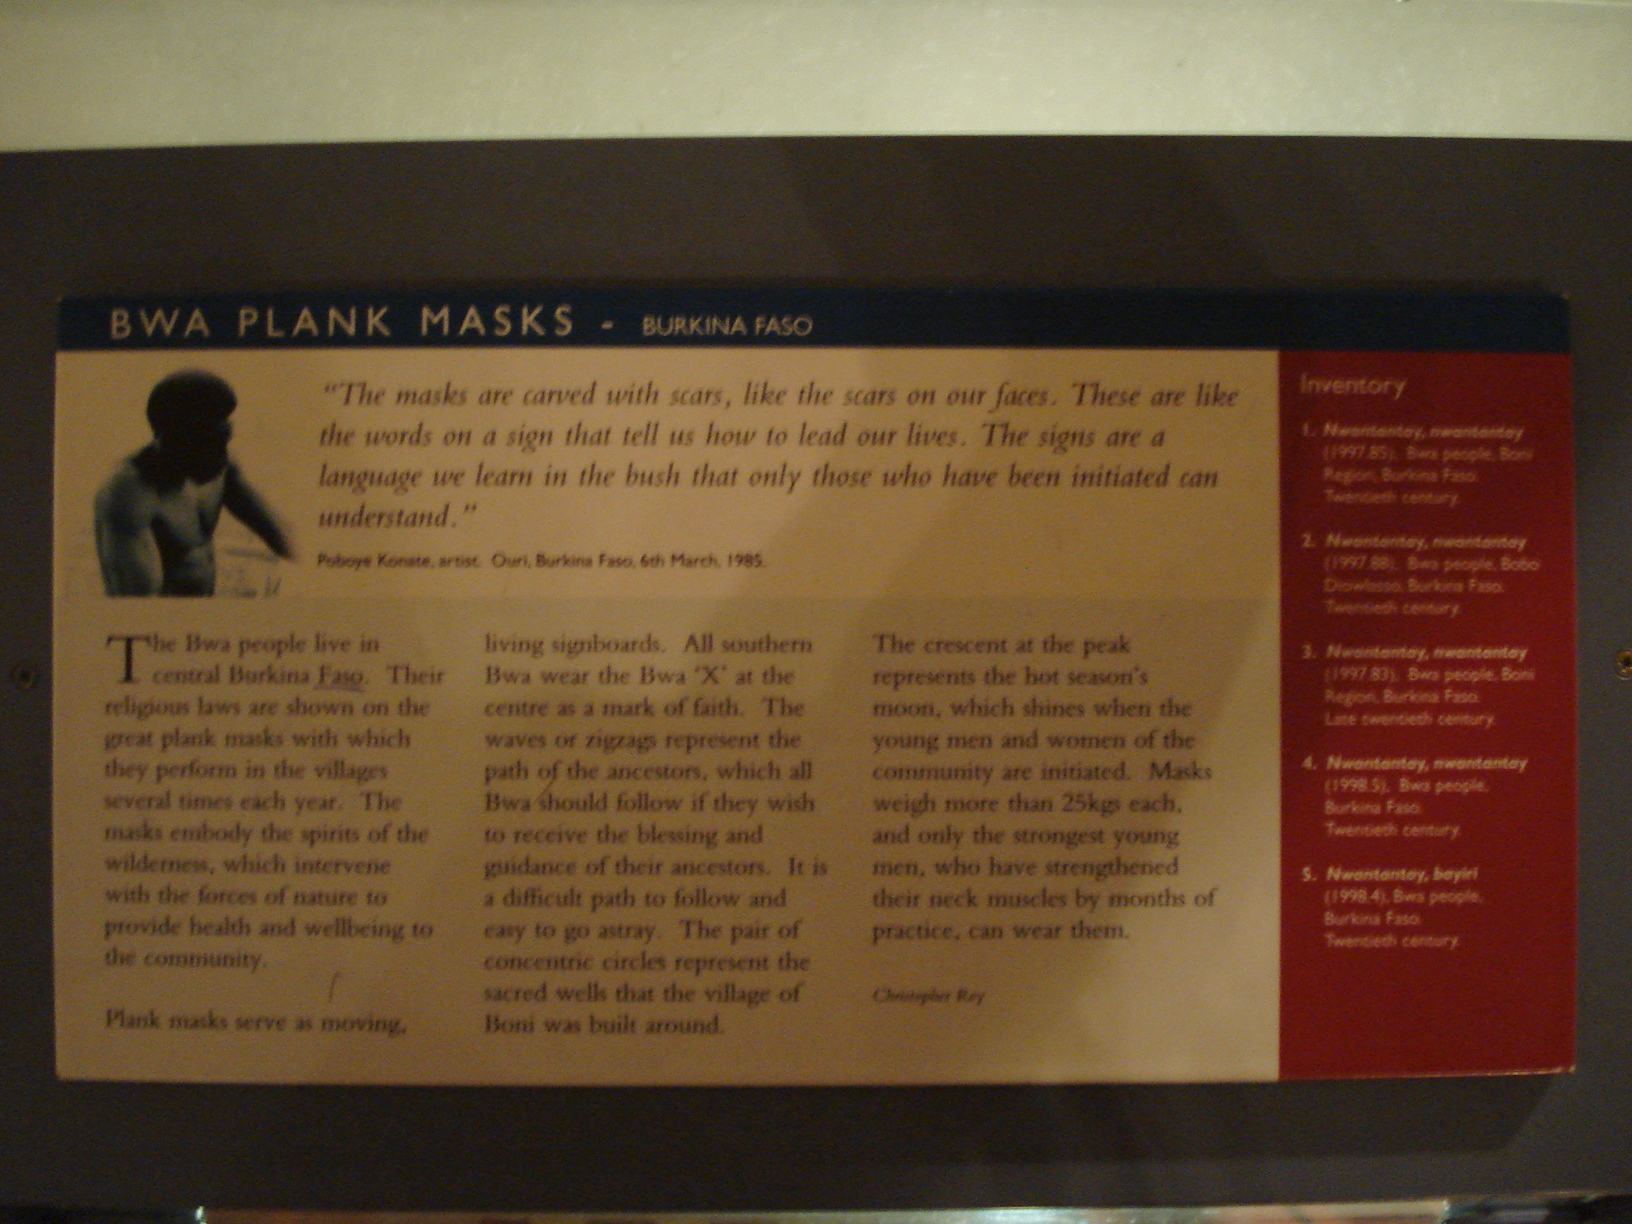 BWA PLANK MASKS - BURKINA FASO
"The masks are carved with scars, like the scars on our faces. These are like
the words on a sign that tell us how to lead our lives. The signs are a
language we learn in the bush that only those who have been initiated can
understand."
Poboye Konate, artist. Ouri, Burkina Faso, 6th March, 1985.
The Bwa people live in
central Burkina Faso. Their
religious laws are shown on the
great plank masks with which
they perform in the villages
several times each year. The
masks embody the spirits of the
wilderness, which intervene
with the forces of nature to
provide health and wellbeing to
the community.
Plank masks serve as moving,
living signboards. All southern
Bwa wear the Bwa 'X' at the
centre as a mark of faith. The
waves or zigzags represent the
path of the ancestors, which all
Bwa should follow if they wish
to receive the blessing and
guidance of their ancestors. It is
a difficult path to follow and
easy to go astray. The pair of
concentric circles represent the
sacred wells that the village of
Boni was built around.
The crescent at the peak
represents the hot season's
moon, which shines when the
young men and women of the
community are initiated. Masks
weigh more than 25kgs each,
and only the strongest young
men, who have strengthened
their neck muscles by months of
practice, can wear them.
Christopher Roy
Inventory
1. Nwantantay, nwantantay
(1997.85). Bwa people, Boni
Region, Burkina Faso.
Twentieth century.
2. Nwantantay, nwantantay
(1997.88). Bwa people, Bobo
Diowlasso, Burkina Faso.
Twentieth century.
3. Nwantantay, nwantantay
(1997.83). Bwa people, Boni
Region, Burkina Faso.
Late twentieth century.
4. Nwantantay, nwantantay
(1998.5). Bwa people,
Burkina Faso.
Twentieth century.
5. Nwantantay, bayiri
(1998.4), Bwa people,
Burkina Faso.
Twentieth century.